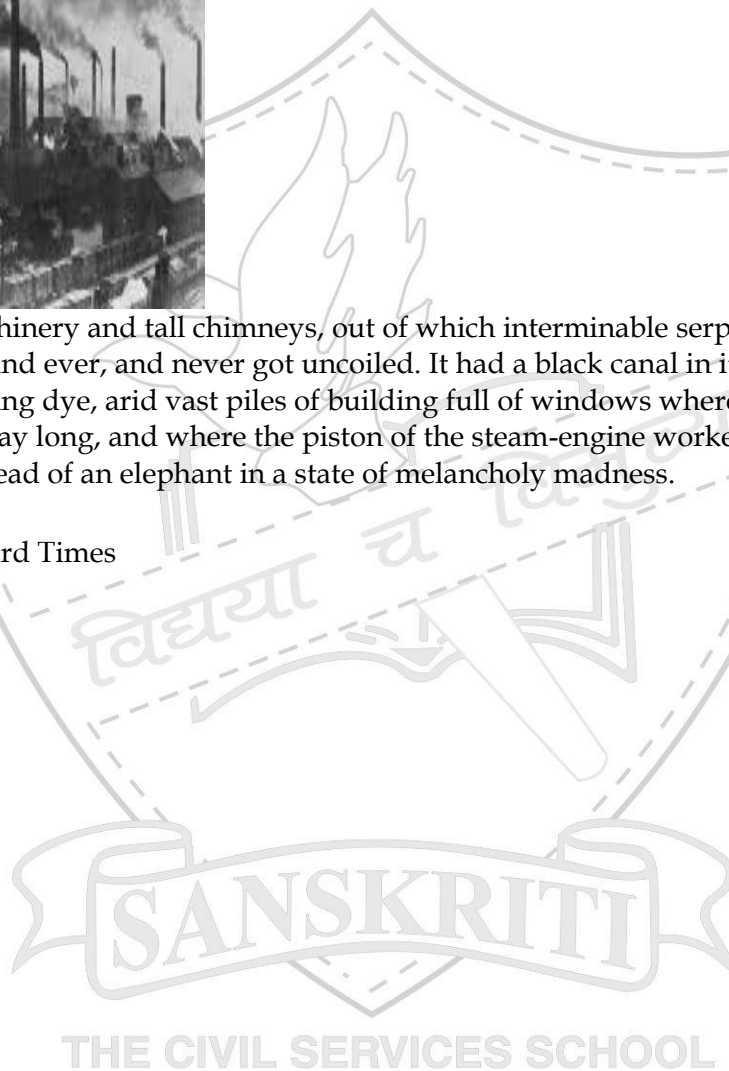 hinery and tall chimneys, out of which interminable serp
nd ever, and never got uncoiled. It had a black canal in i
ing dye, arid vast piles of building full of windows where
ay long, and where the piston of the steam-engine worke
ead of an elephant in a state of melancholy madness.
rd Times
विद्यया च विमुच्यते
SANSKRITI
THE CIVIL SERVICES SCHOOL